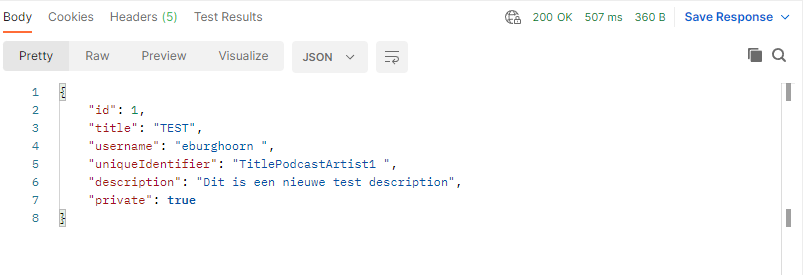 Body Cookies Headers (5) Test Results 200 OK 507 ms 360 B Save Response
Pretty Raw Preview Visualize JSON
1 {
2 "id": 1,
3 "title": "TEST",
4 "username": "eburghoorn ",
5 "uniqueIdentifier": "TitlePodcastArtist1 ",
6 "description": "Dit is een nieuwe test description",
7 "private": true
8 }